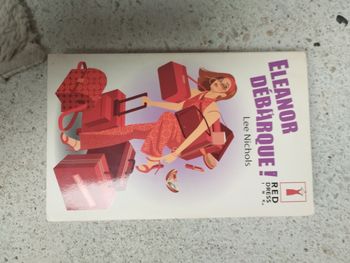 ELEANOR
DÉBARQUE !
Lee Nichols
RED
DRESS
INK